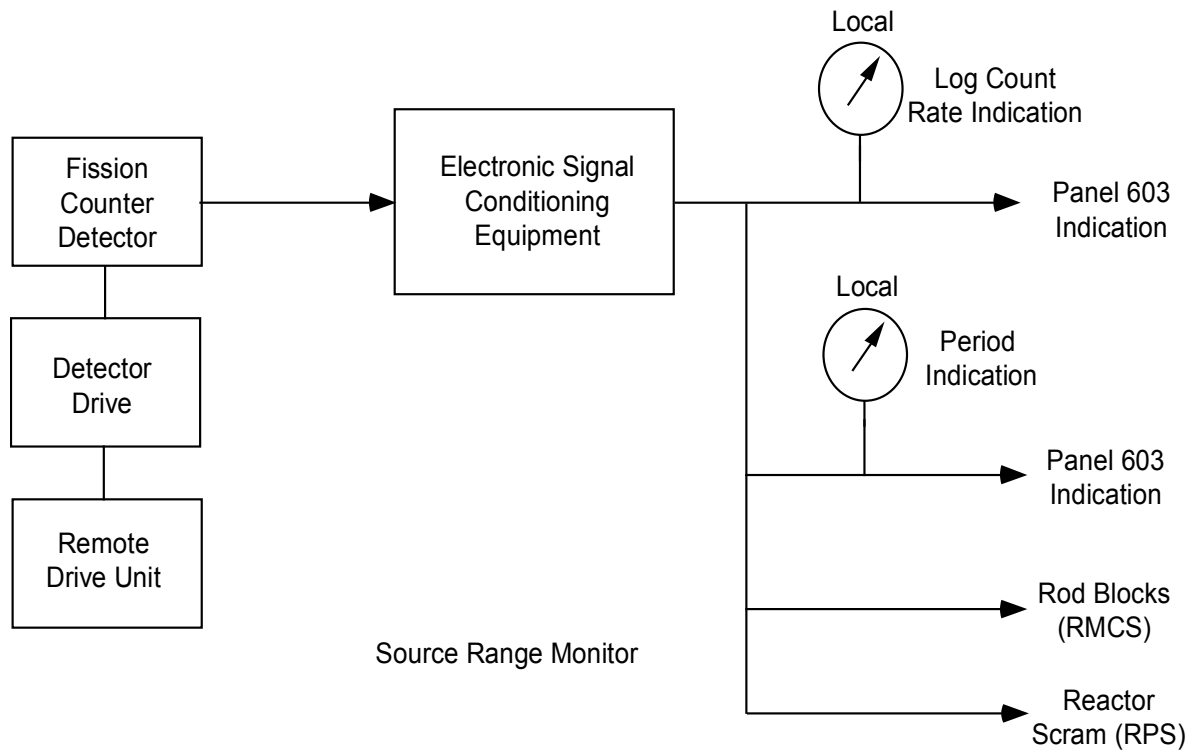 Local
Log Count
Rate Indication
Fission
Counter
Detector
Electronic Signal
Conditioning
Equipment
Panel 603
Indication
Local
Period
Indication
Detector
Drive
Panel 603
Indication
Remote
Drive Unit
Rod Blocks
(RMCS)
Source Range Monitor
Reactor
Scram (RPS)